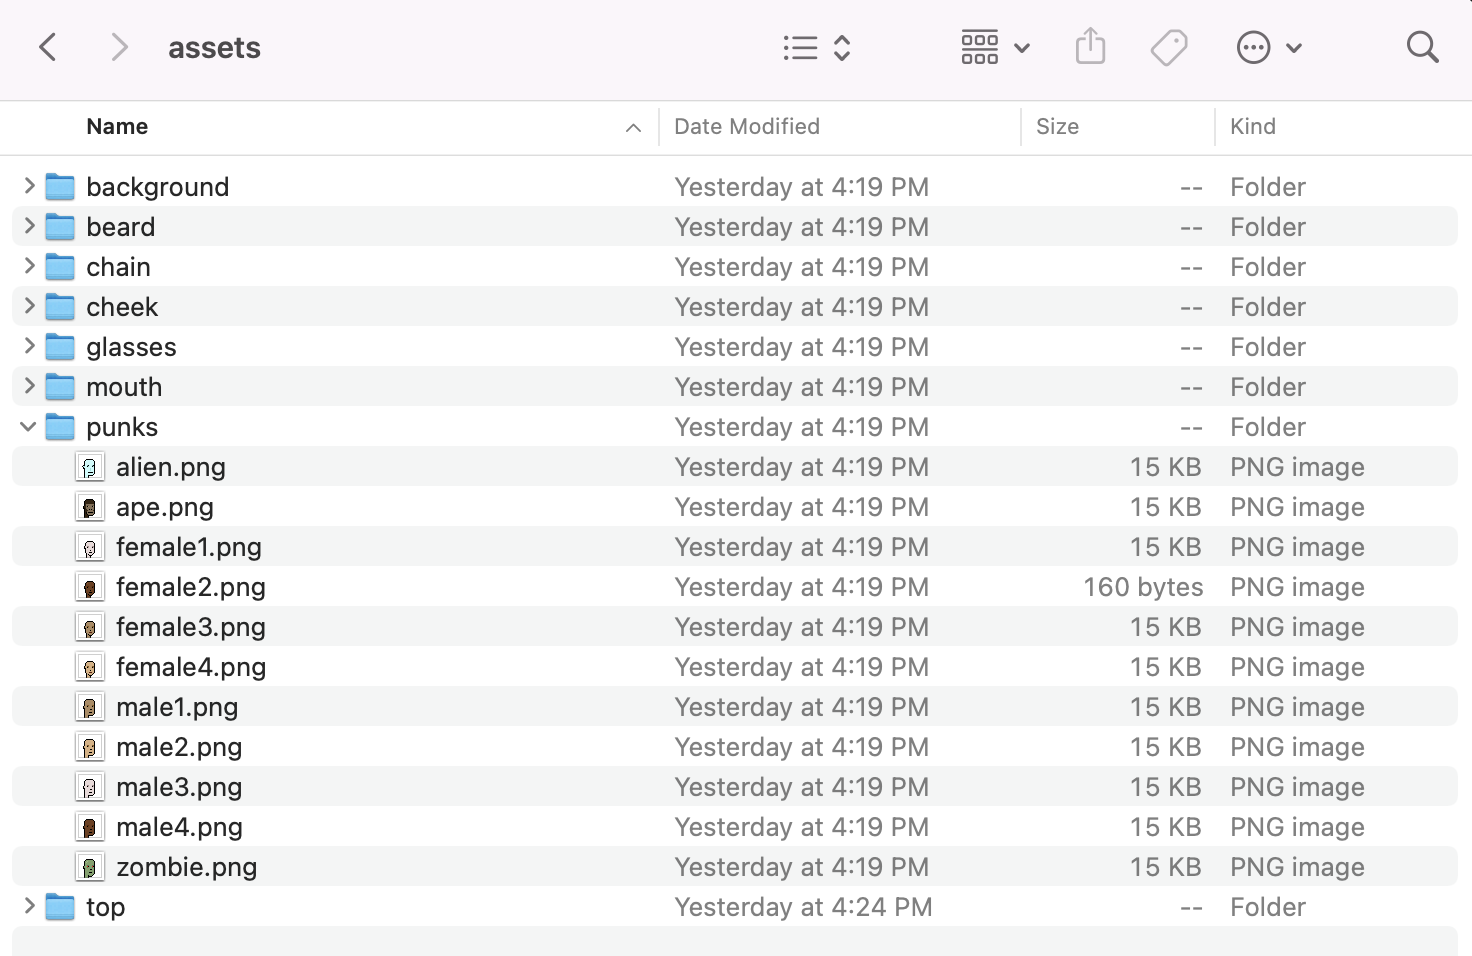 assets
Name Date Modified Size Kind
background Yesterday at 4:19 PM -- Folder
beard Yesterday at 4:19 PM -- Folder
chain Yesterday at 4:19 PM -- Folder
cheek Yesterday at 4:19 PM -- Folder
glasses Yesterday at 4:19 PM -- Folder
mouth Yesterday at 4:19 PM -- Folder
punks Yesterday at 4:19 PM -- Folder
alien.png Yesterday at 4:19 PM 15 KB PNG image
ape.png Yesterday at 4:19 PM 15 KB PNG image
female1.png Yesterday at 4:19 PM 15 KB PNG image
female2.png Yesterday at 4:19 PM 160 bytes PNG image
female3.png Yesterday at 4:19 PM 15 KB PNG image
female4.png Yesterday at 4:19 PM 15 KB PNG image
male1.png Yesterday at 4:19 PM 15 KB PNG image
male2.png Yesterday at 4:19 PM 15 KB PNG image
male3.png Yesterday at 4:19 PM 15 KB PNG image
male4.png Yesterday at 4:19 PM 15 KB PNG image
zombie.png Yesterday at 4:19 PM 15 KB PNG image
top Yesterday at 4:24 PM -- Folder